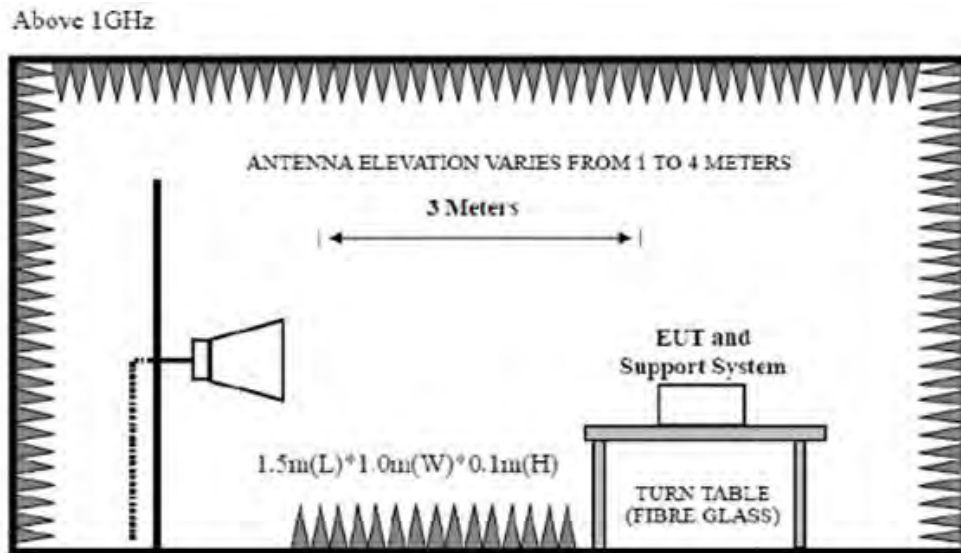 Above 1GHz
ANTENNA ELEVATION VARIES FROM 1 TO 4 METERS
3 Meters
EUT and
Support System
1.5m(L)*1.0m(W)*0.1m(H)
TURN TABLE
(FIBRE GLASS)